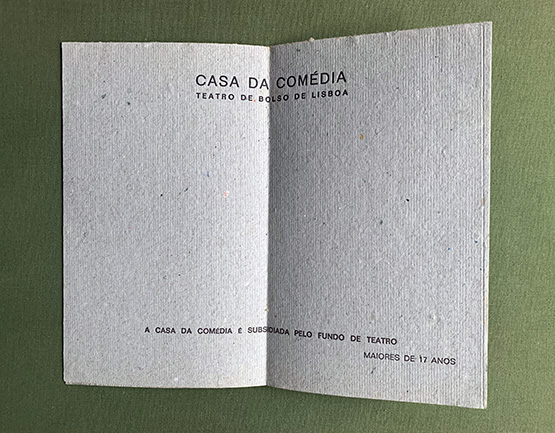 CASA DA COMÉDIA
TEATRO DE BOLSO DE LISBOA
A CASA DA COMÉDIA É SUBSIDIADA PELO FUNDO DE TEATRO
MAIORES DE 17 ANOS